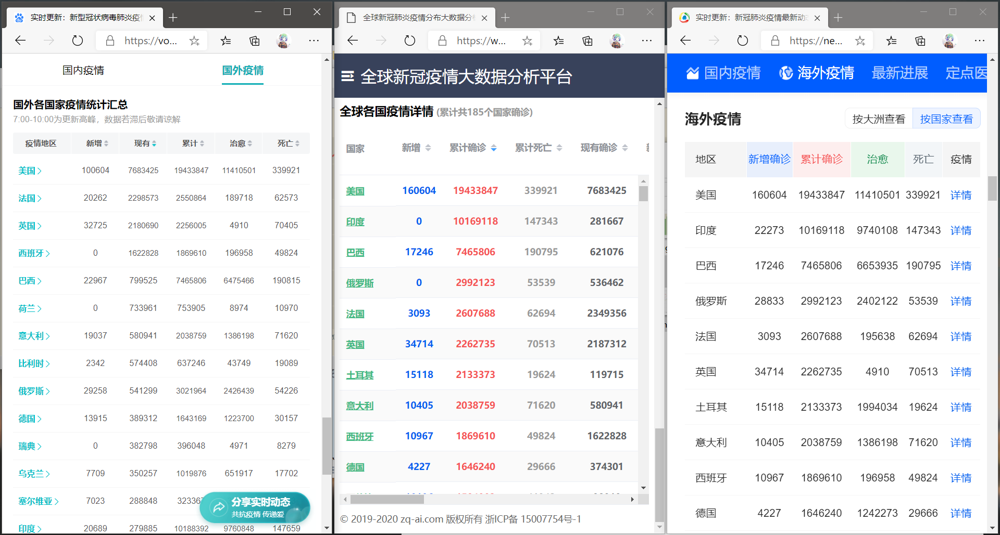 实时更新：新型冠状病毒肺炎疫情
https://vo...
国内疫情
国外疫情
国外各国家疫情统计汇总
7:00-10:00为更新高峰，数据若滞后敬请谅解
疫情地区 新增 现有 累计 治愈 死亡
美国 100604 7683425 19433847 11410501 339921
法国 20262 2298573 2550864 189718 62573
英国 32725 2180690 2256005 4910 70405
西班牙 0 1622828 1869610 196958 49824
巴西 22967 799525 7465806 6475466 190815
荷兰 0 733961 753905 8974 10970
意大利 19037 580941 2038759 1386198 71620
比利时 2342 574408 637246 43749 19089
俄罗斯 29258 541299 3021964 2426439 54226
德国 13915 389312 1643169 1223700 30157
瑞典 0 382798 396048 4971 8279
乌克兰 7709 350257 1019876 651917 17702
塞尔维亚 7023 288848
印度 20689 279885 10188392 9760848 147659
分享实时动态
共抗疫情 传递爱
全球新冠肺炎疫情分布大数据分
https://w...
全球新冠疫情大数据分析平台
全球各国疫情详情 (累计共185个国家确诊)
国家 新增 累计确诊 累计死亡 现有确诊
美国 160604 19433847 339921 7683425
印度 0 10169118 147343 281667
巴西 17246 7465806 190795 621076
俄罗斯 0 2992123 53539 536462
法国 3093 2607688 62694 2349356
英国 34714 2262735 70513 2187312
土耳其 15118 2133373 19624 119715
意大利 10405 2038759 71620 580941
西班牙 10967 1869610 49824 1622828
德国 4227 1646240 29666 374301
© 2019-2020 zq-ai.com 版权所有 浙ICP备 15007754号-1
实时更新：新冠肺炎疫情最新动
https://ne...
国内疫情 海外疫情 最新进展 定点医
海外疫情
按大洲查看 按国家查看
地区 新增确诊 累计确诊 治愈 死亡 疫情
美国 160604 19433847 11410501 339921 详情
印度 22273 10169118 9740108 147343 详情
巴西 17246 7465806 6653935 190795 详情
俄罗斯 28833 2992123 2402122 53539 详情
法国 3093 2607688 195638 62694 详情
英国 34714 2262735 4910 70513 详情
土耳其 15118 2133373 1994034 19624 详情
意大利 10405 2038759 1386198 71620 详情
西班牙 10967 1869610 196958 49824 详情
德国 4227 1646240 1242273 29666 详情